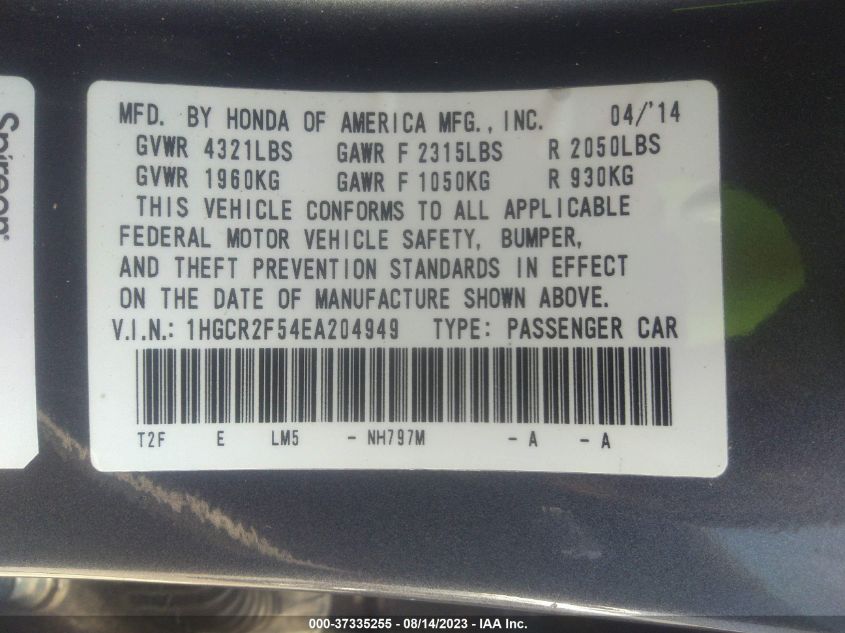 MFD. BY HONDA OF AMERICA MFG., INC. 04/'14
GVWR 4321LBS GAWR F 2315LBS R 2050LBS
GVWR 1960KG GAWR F 1050KG R 930KG
THIS VEHICLE CONFORMS TO ALL APPLICABLE
FEDERAL MOTOR VEHICLE SAFETY, BUMPER,
AND THEFT PREVENTION STANDARDS IN EFFECT
ON THE DATE OF MANUFACTURE SHOWN ABOVE.
V.I.N.: 1HGCR2F54EA204949 TYPE: PASSENGER CAR
T2F E LM5 - NH797M - A - A
Spireon
000-37335255 - 08/14/2023 - IAA Inc.